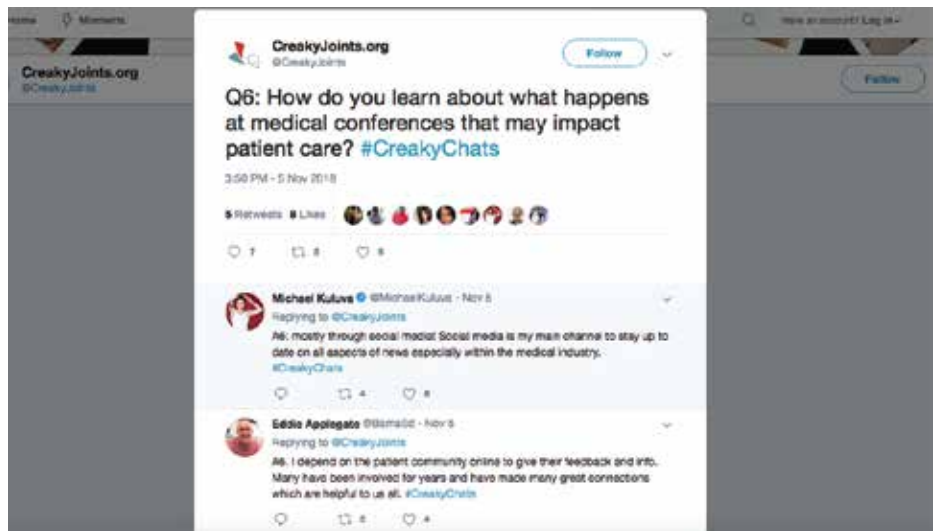 Home Moments
Have an account? Log in
CreakyJoints.org
@CreakyJoints
Follow
CreakyJoints.org
@CreakyJoints
Follow
Q6: How do you learn about what happens
at medical conferences that may impact
patient care? #CreakyChats
3:50 PM - 5 Nov 2018
5 Retweets 8 Likes
7 5 8
Michael Kuluva @MichaelKuluva - Nov 5
Replying to @CreakyJoints
A6: mostly through social media! Social media is my main channel to stay up to
date on all aspects of news especially within the medical industry.
#CreakyChats
4
Eddie Applegate - Nov 5
Replying to @CreakyJoints
A6. I depend on the patient community online to give their feedback and info.
Many have been involved for years and have made many great connections
which are helpful to us all. #CreakyChats
4